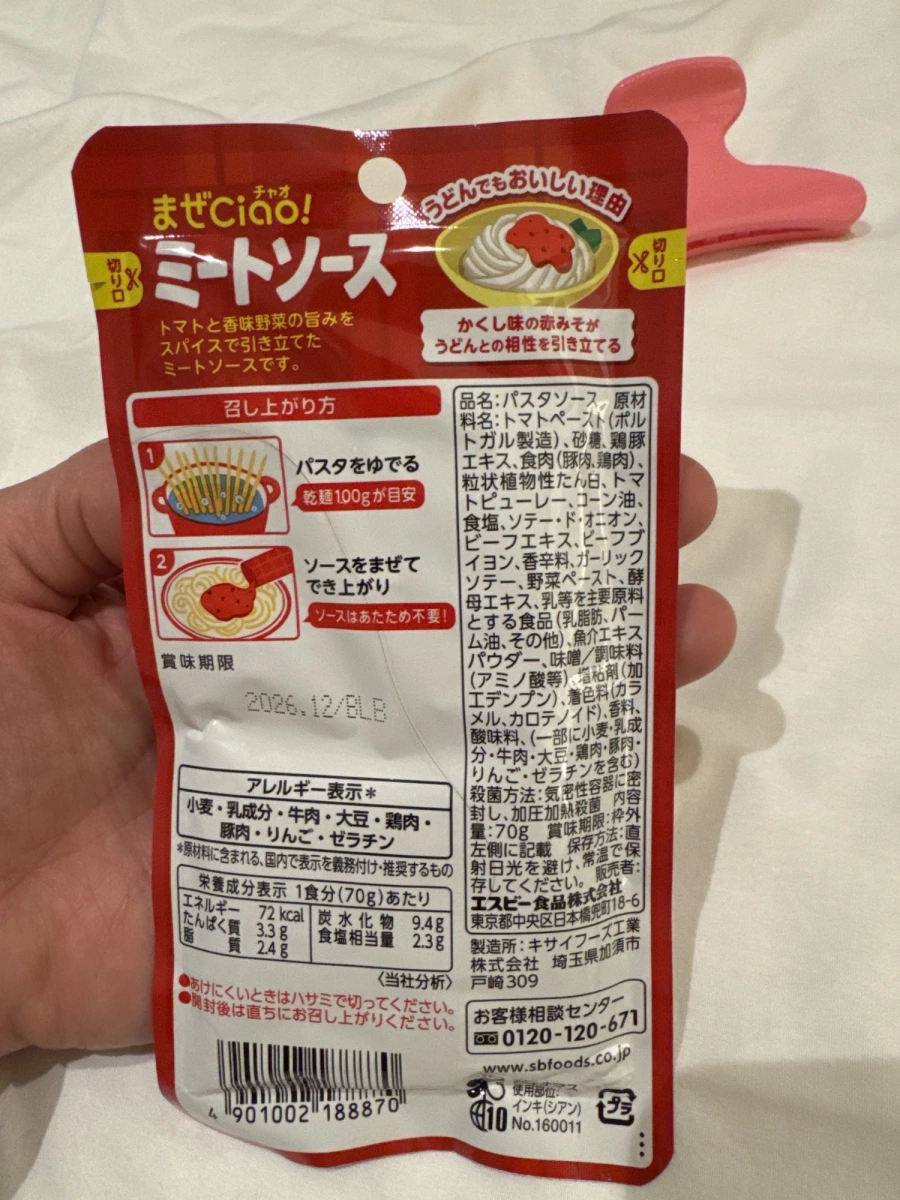 チャオ
まぜCiao!
ミートソース
切り口
トマトと香味野菜の旨みを
スパイスで引き立てた
ミートソースです。
うどんでもおいしい理由
切り口
かくし味の赤みそが
うどんとの相性を引き立てる
召し上がり方
1
パスタをゆでる
乾麺100gが目安
2
ソースをまぜて
でき上がり
ソースはあたため不要!
賞味期限
2026.12/BLB
アレルギー表示*
小麦・乳成分・牛肉・大豆・鶏肉・
豚肉・りんご・ゼラチン
*原材料に含まれる、国内で表示を義務付け・推奨するもの
栄養成分表示 1食分(70g)あたり
エネルギー 72 kcal
たんぱく質 3.3 g
脂質 2.4 g
炭水化物 9.4 g
食塩相当量 2.3 g
〈当社分析〉
●あけにくいときはハサミで切ってください。
●開封後は直ちにお召し上がりください。
4 901002 188870
品名:パスタソース 原材
料名:トマトペースト(ポル
トガル製造)、砂糖、鶏豚
エキス、食肉(豚肉、鶏肉)、
粒状植物性たん白、トマ
トピューレー、コーン油、
食塩、ソテー・ド・オニオン、
ビーフエキス、ビーフブ
イヨン、香辛料、ガーリック
ソテー、野菜ペースト、酵
母エキス、乳等を主要原料
とする食品(乳脂肪、パー
ム油、その他)、魚介エキス
パウダー、味噌/調味料
(アミノ酸等)、増粘剤(加
工デンプン)、着色料(カラ
メル、カロテノイド)、香料、
酸味料、(一部に小麦・乳成
分・牛肉・大豆・鶏肉・豚肉・
りんご・ゼラチンを含む)
殺菌方法:気密性容器に密
封し、加圧加熱殺菌 内容
量:70g 賞味期限:枠外
左側に記載 保存方法:直
射日光を避け、常温で保
存してください。 販売者:
エスビー食品株式会社
東京都中央区日本橋兜町18-6
製造所:キサイフーズ工業
株式会社 埼玉県加須市
戸崎309
お客様相談センター
0120-120-671
www.sbfoods.co.jp
10
使用部位:ベース
インキ(シアン)
No.160011
プラ